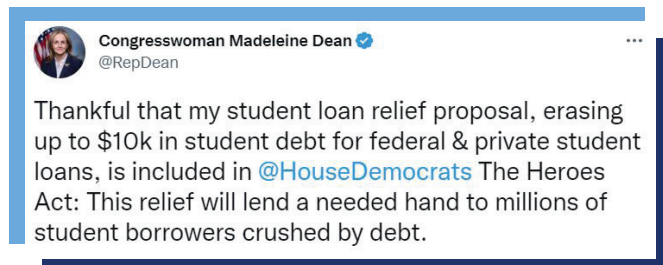 Congresswoman Madeleine Dean
@RepDean
Thankful that my student loan relief proposal, erasing
up to $10k in student debt for federal & private student
loans, is included in @HouseDemocrats The Heroes
Act: This relief will lend a needed hand to millions of
student borrowers crushed by debt.